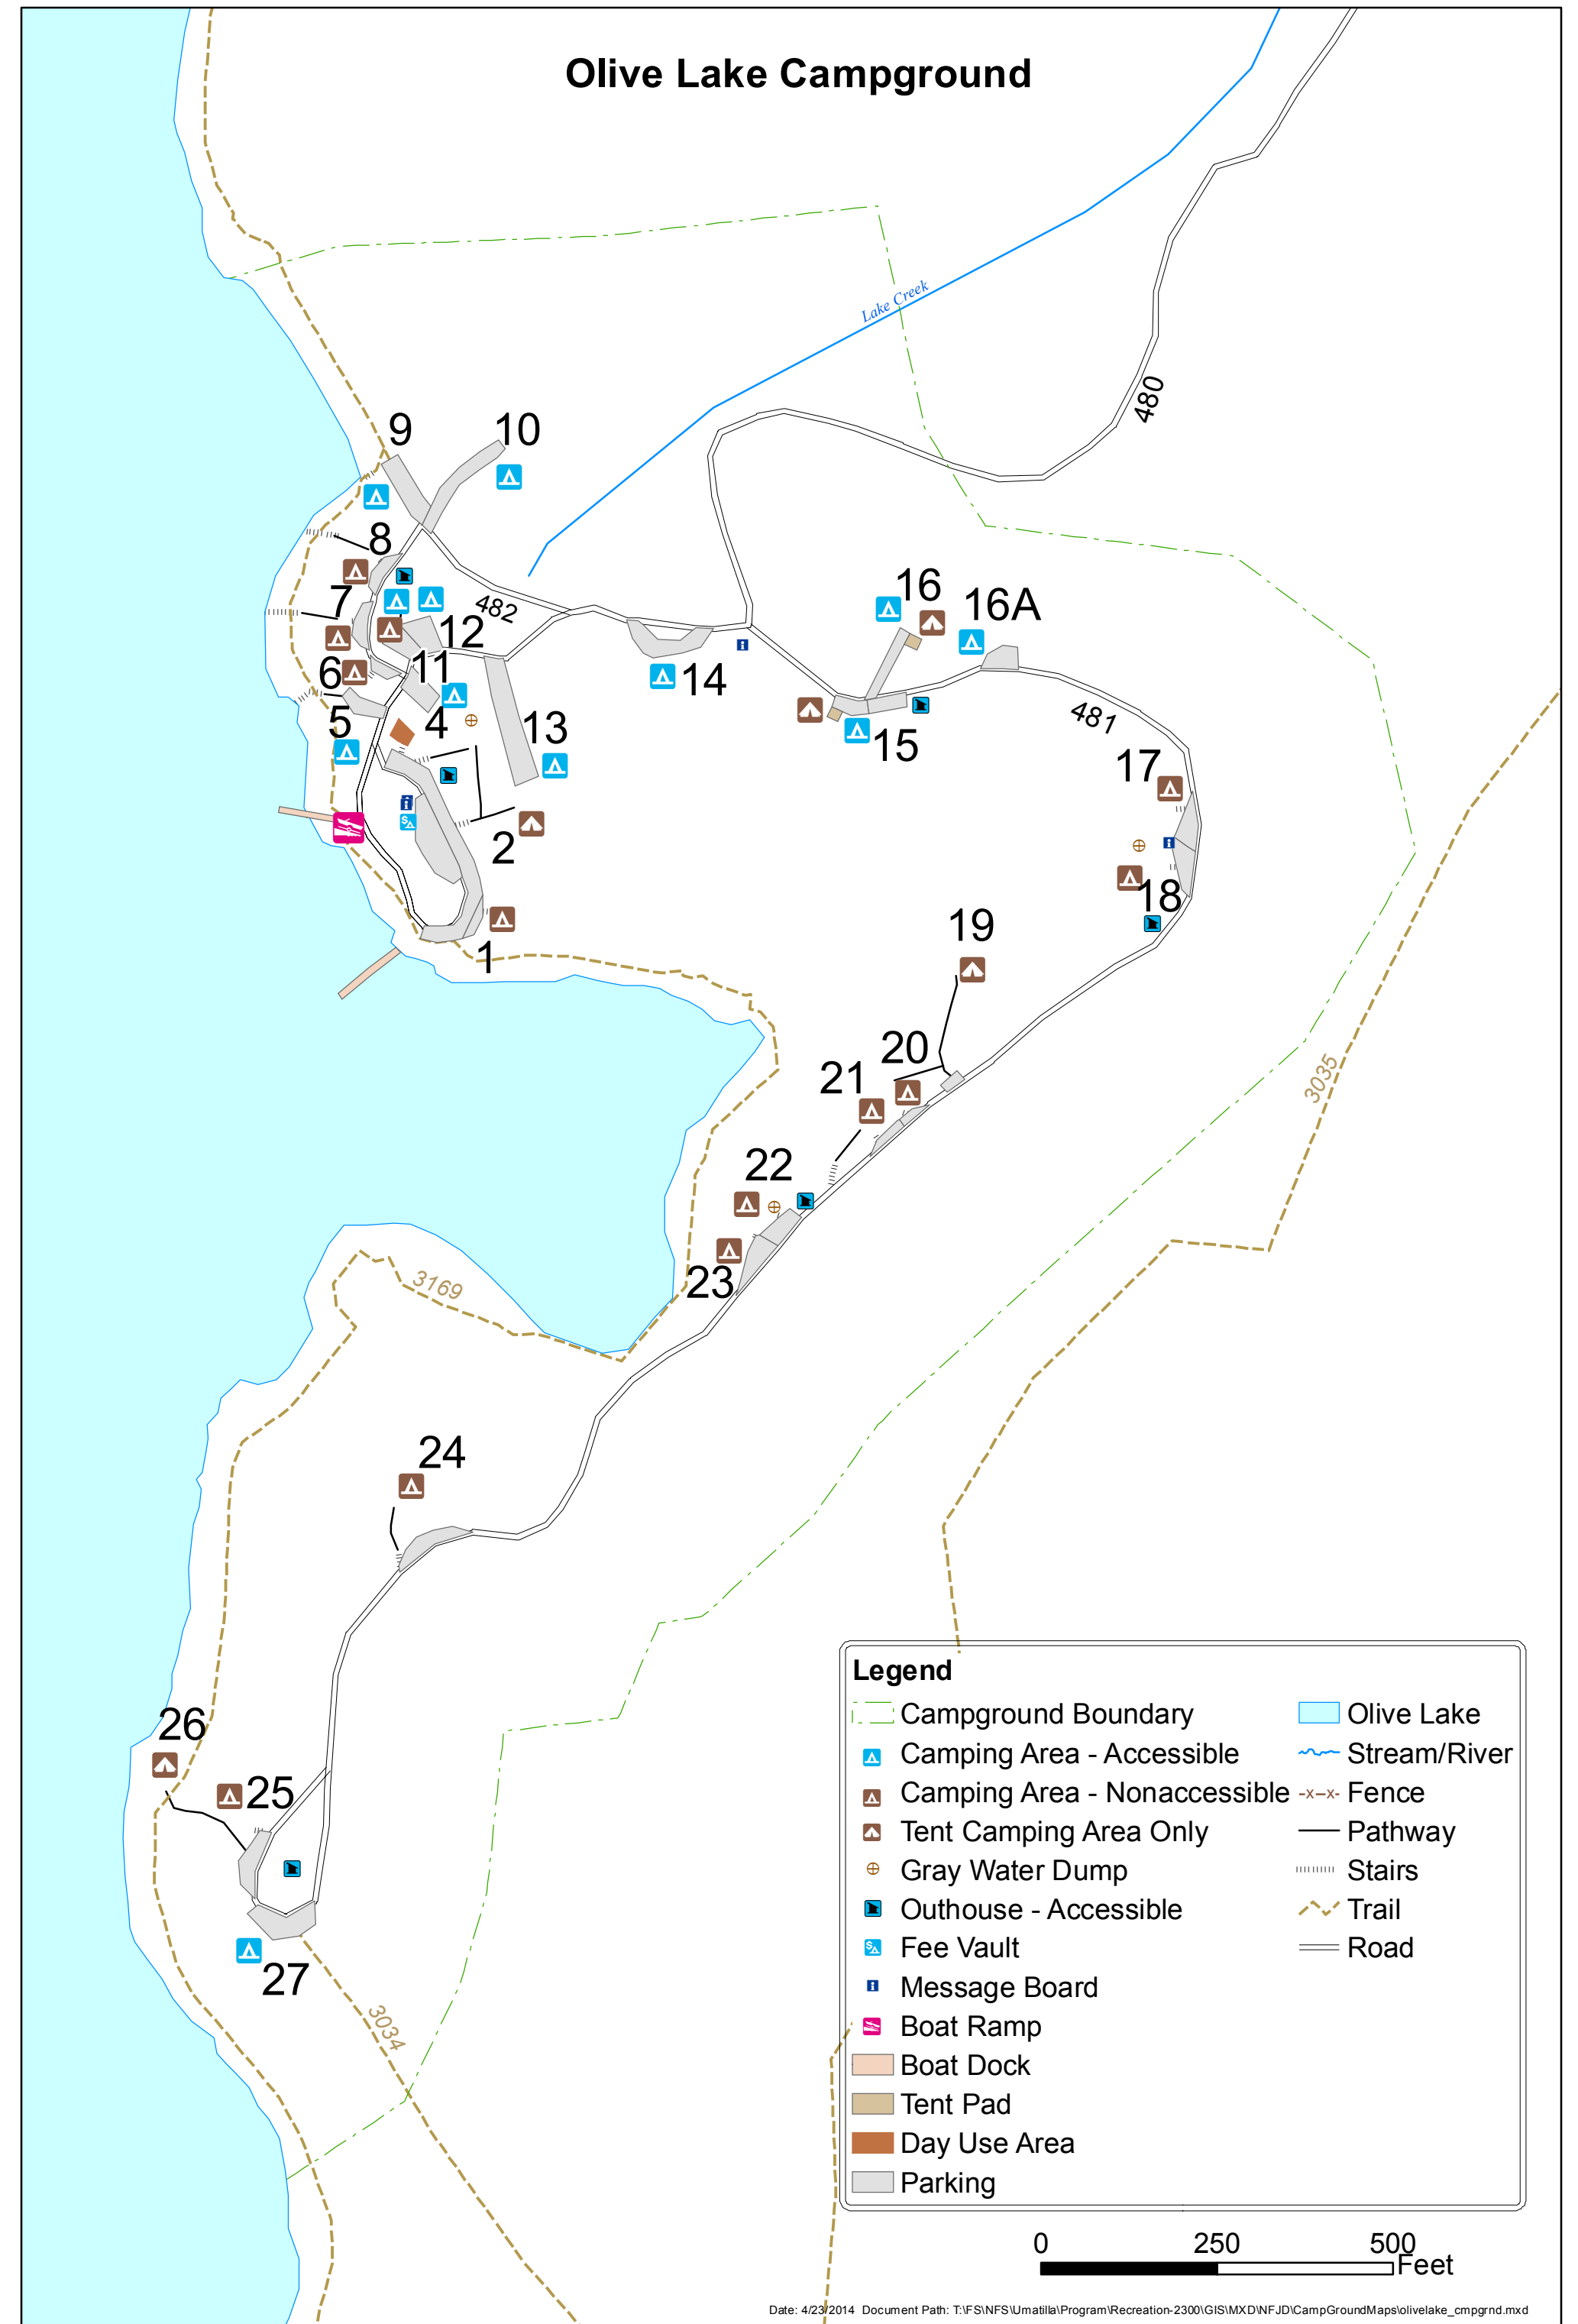 Olive Lake Campground
Lake Creek
480
9
10
8
7
482
12
16
16A
6
11
14
5
4
13
15
481
17
2
18
1
19
20
21
3035
22
23
3169
24
26
25
27
3034
Legend
Campground Boundary
Camping Area - Accessible
Camping Area - Nonaccessible
Tent Camping Area Only
Gray Water Dump
Outhouse - Accessible
Fee Vault
Message Board
Boat Ramp
Boat Dock
Tent Pad
Day Use Area
Parking
Olive Lake
Stream/River
Fence
Pathway
Stairs
Trail
Road
0 250 500
Feet
Date: 4/23/2014 Document Path: T:\FS\NFS\Umatilla\Program\Recreation-2300\GIS\MXD\NFJD\CampGroundMaps\olivelake_cmpgrnd.mxd